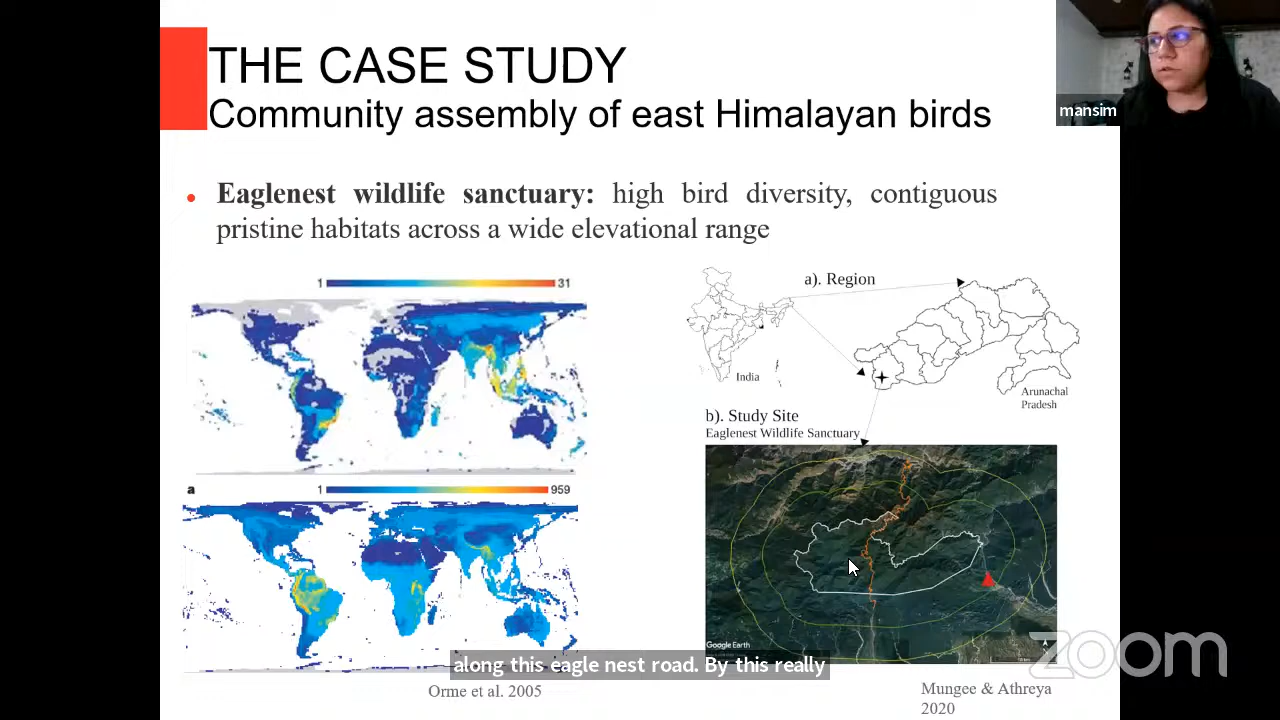 THE CASE STUDY
Community assembly of east Himalayan birds
mansim
• Eaglenest wildlife sanctuary: high bird diversity, contiguous
pristine habitats across a wide elevational range
1 31
a 1 959
Orme et al. 2005
a). Region
India
Arunachal
Pradesh
b). Study Site
Eaglenest Wildlife Sanctuary
Google Earth
Mungee & Athreya
2020
along this eagle nest road. By this really
zoom